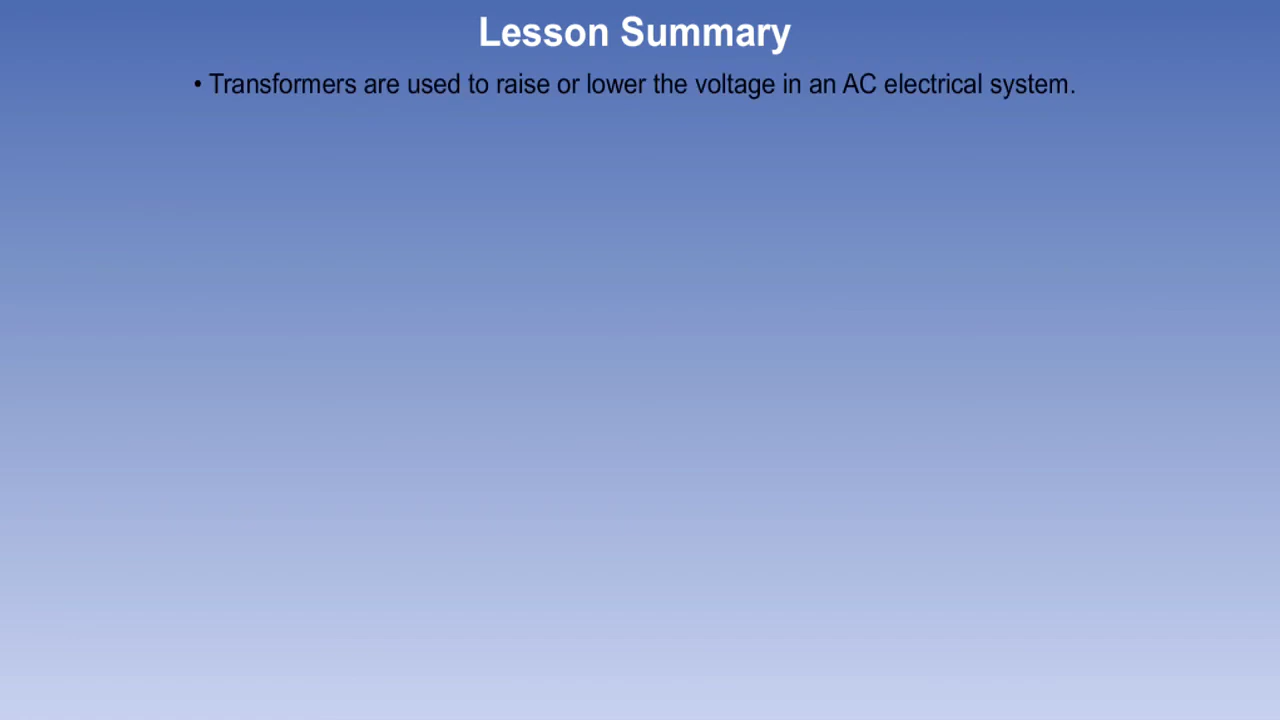 Lesson Summary
• Transformers are used to raise or lower the voltage in an AC electrical system.